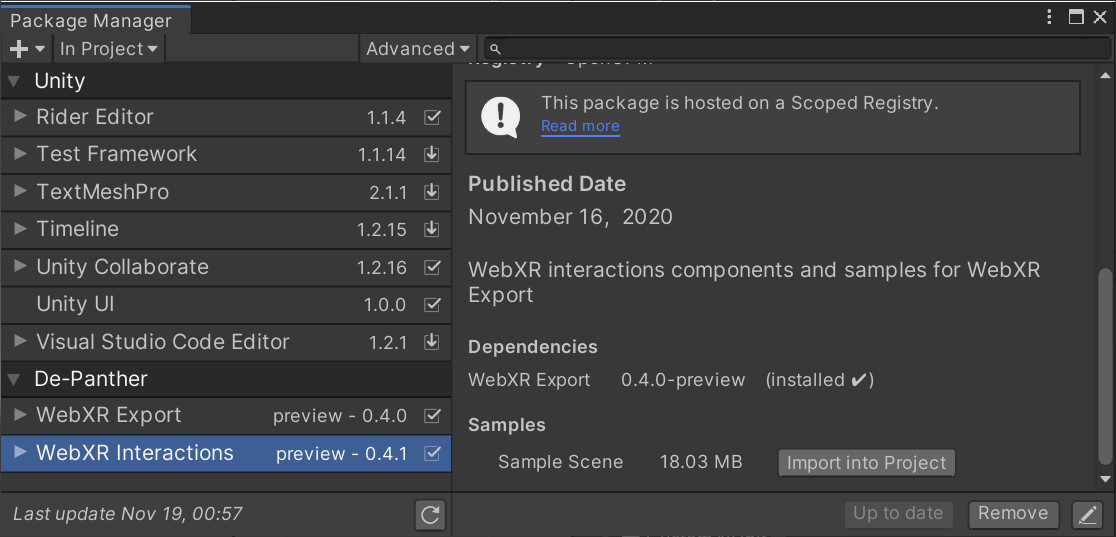 Package Manager
In Project
Advanced
Unity
Rider Editor 1.1.4
Test Framework 1.1.14
TextMeshPro 2.1.1
Timeline 1.2.15
Unity Collaborate 1.2.16
Unity UI 1.0.0
Visual Studio Code Editor 1.2.1
De-Panther
WebXR Export preview - 0.4.0
WebXR Interactions preview - 0.4.1
Last update Nov 19, 00:57
This package is hosted on a Scoped Registry.
Read more
Published Date
November 16, 2020
WebXR interactions components and samples for WebXR
Export
Dependencies
WebXR Export 0.4.0-preview (installed ✔)
Samples
Sample Scene 18.03 MB Import into Project
Up to date Remove